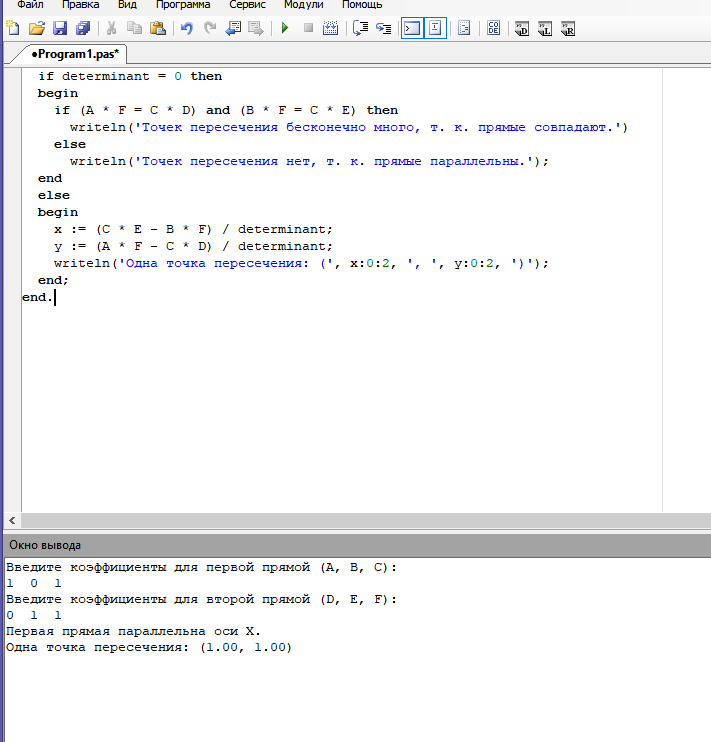 Файл Правка Вид Программа Сервис Модули Помощь
•Program1.pas*
if determinant = 0 then
begin
if (A * F = C * D) and (B * F = C * E) then
writeln('Точек пересечения бесконечно много, т. к. прямые совпадают.')
else
writeln('Точек пересечения нет, т. к. прямые параллельны.');
end
else
begin
x := (C * E - B * F) / determinant;
y := (A * F - C * D) / determinant;
writeln('Одна точка пересечения: (', x:0:2, ', ', y:0:2, ')');
end;
end.
Окно вывода
Введите коэффициенты для первой прямой (A, B, C):
1 0 1
Введите коэффициенты для второй прямой (D, E, F):
0 1 1
Первая прямая параллельна оси X.
Одна точка пересечения: (1.00, 1.00)